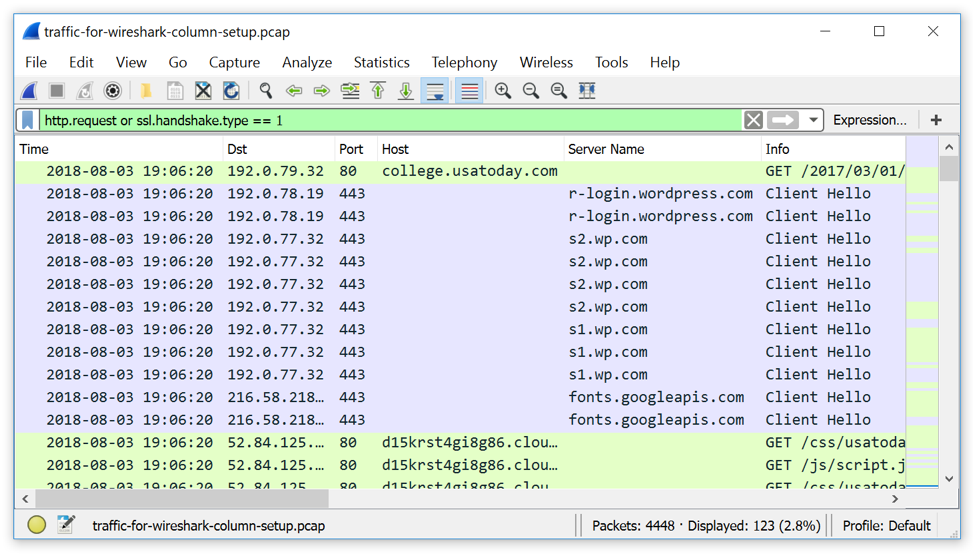 traffic-for-wireshark-column-setup.pcap
File Edit View Go Capture Analyze Statistics Telephony Wireless Tools Help
http.request or ssl.handshake.type == 1 Expression... +
Time Dst Port Host Server Name Info
2018-08-03 19:06:20 192.0.79.32 80 college.usatoday.com GET /2017/03/01/
2018-08-03 19:06:20 192.0.78.19 443 r-login.wordpress.com Client Hello
2018-08-03 19:06:20 192.0.78.19 443 r-login.wordpress.com Client Hello
2018-08-03 19:06:20 192.0.77.32 443 s2.wp.com Client Hello
2018-08-03 19:06:20 192.0.77.32 443 s2.wp.com Client Hello
2018-08-03 19:06:20 192.0.77.32 443 s2.wp.com Client Hello
2018-08-03 19:06:20 192.0.77.32 443 s2.wp.com Client Hello
2018-08-03 19:06:20 192.0.77.32 443 s1.wp.com Client Hello
2018-08-03 19:06:20 192.0.77.32 443 s1.wp.com Client Hello
2018-08-03 19:06:20 192.0.77.32 443 s1.wp.com Client Hello
2018-08-03 19:06:20 216.58.218... 443 fonts.googleapis.com Client Hello
2018-08-03 19:06:20 216.58.218... 443 fonts.googleapis.com Client Hello
2018-08-03 19:06:20 52.84.125.... 80 d15krst4gi8g86.clou... GET /css/usatoda
2018-08-03 19:06:20 52.84.125.... 80 d15krst4gi8g86.clou... GET /js/script.j
2018-08-03 19:06:20 52.84.125.... 80 d15krst4gi8g86.clou... GET /css/usatoda
traffic-for-wireshark-column-setup.pcap Packets: 4448 · Displayed: 123 (2.8%) Profile: Default